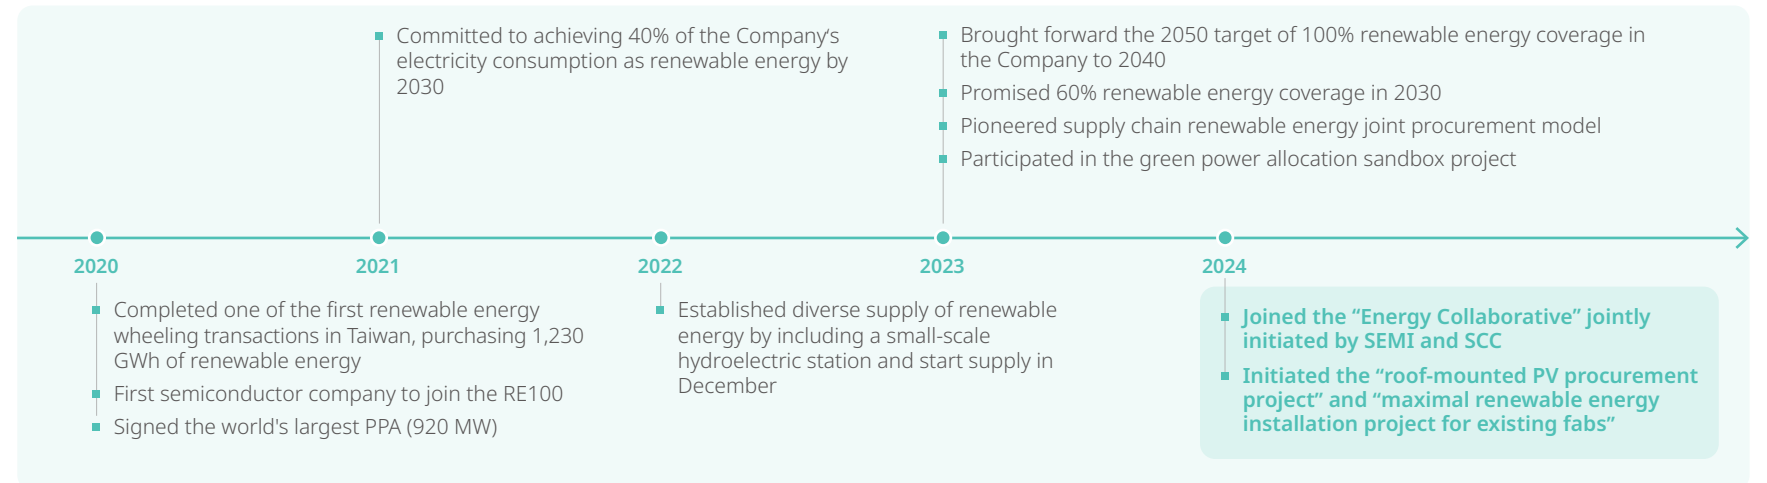 Committed to achieving 40% of the Company's
electricity consumption as renewable energy by
2030
Brought forward the 2050 target of 100% renewable energy coverage in
the Company to 2040
Promised 60% renewable energy coverage in 2030
Pioneered supply chain renewable energy joint procurement model
Participated in the green power allocation sandbox project
2020
2021
2022
2023
2024
Completed one of the first renewable energy
wheeling transactions in Taiwan, purchasing 1,230
GWh of renewable energy
First semiconductor company to join the RE100
Signed the world's largest PPA (920 MW)
Established diverse supply of renewable
energy by including a small-scale
hydroelectric station and start supply in
December
Joined the “Energy Collaborative” jointly
initiated by SEMI and SCC
Initiated the “roof-mounted PV procurement
project” and “maximal renewable energy
installation project for existing fabs”